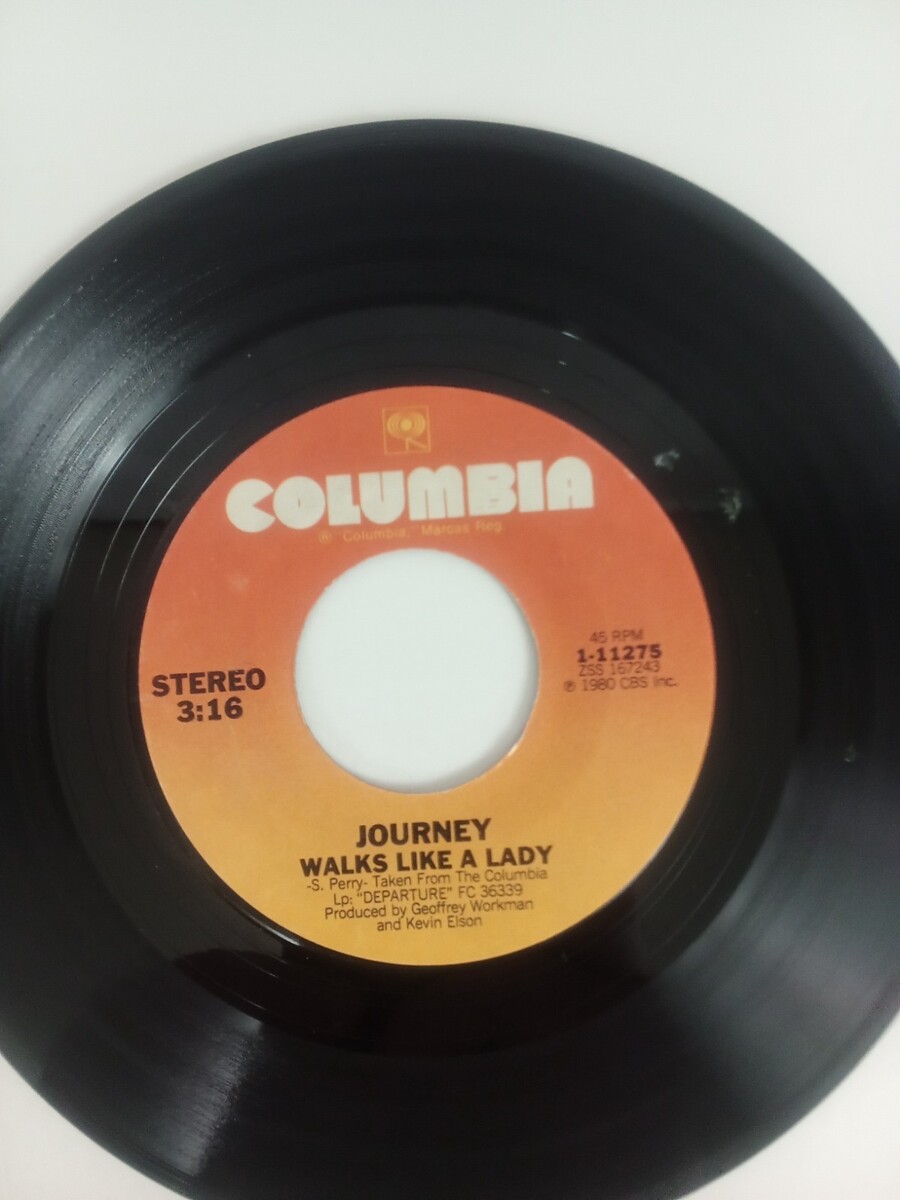 COLUMBIA
® "Columbia," Marcas Reg
STEREO
3:16
45 RPM
1-11275
ZSS 167243
℗ 1980 CBS Inc.
JOURNEY
WALKS LIKE A LADY
-S. Perry- Taken From The Columbia
Lp: "DEPARTURE" FC 36339
Produced by Geoffrey Workman
and Kevin Elson